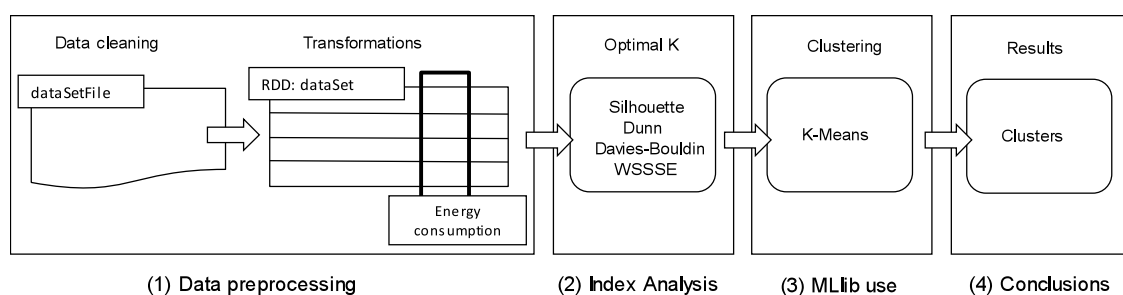 Data cleaning
Transformations
Optimal K
Clustering
Results
dataSetFile
RDD: dataSet
Silhouette
Dunn
Davies-Bouldin
WSSSE
K-Means
Clusters
Energy
consumption
(1) Data preprocessing
(2) Index Analysis
(3) MLlib use
(4) Conclusions